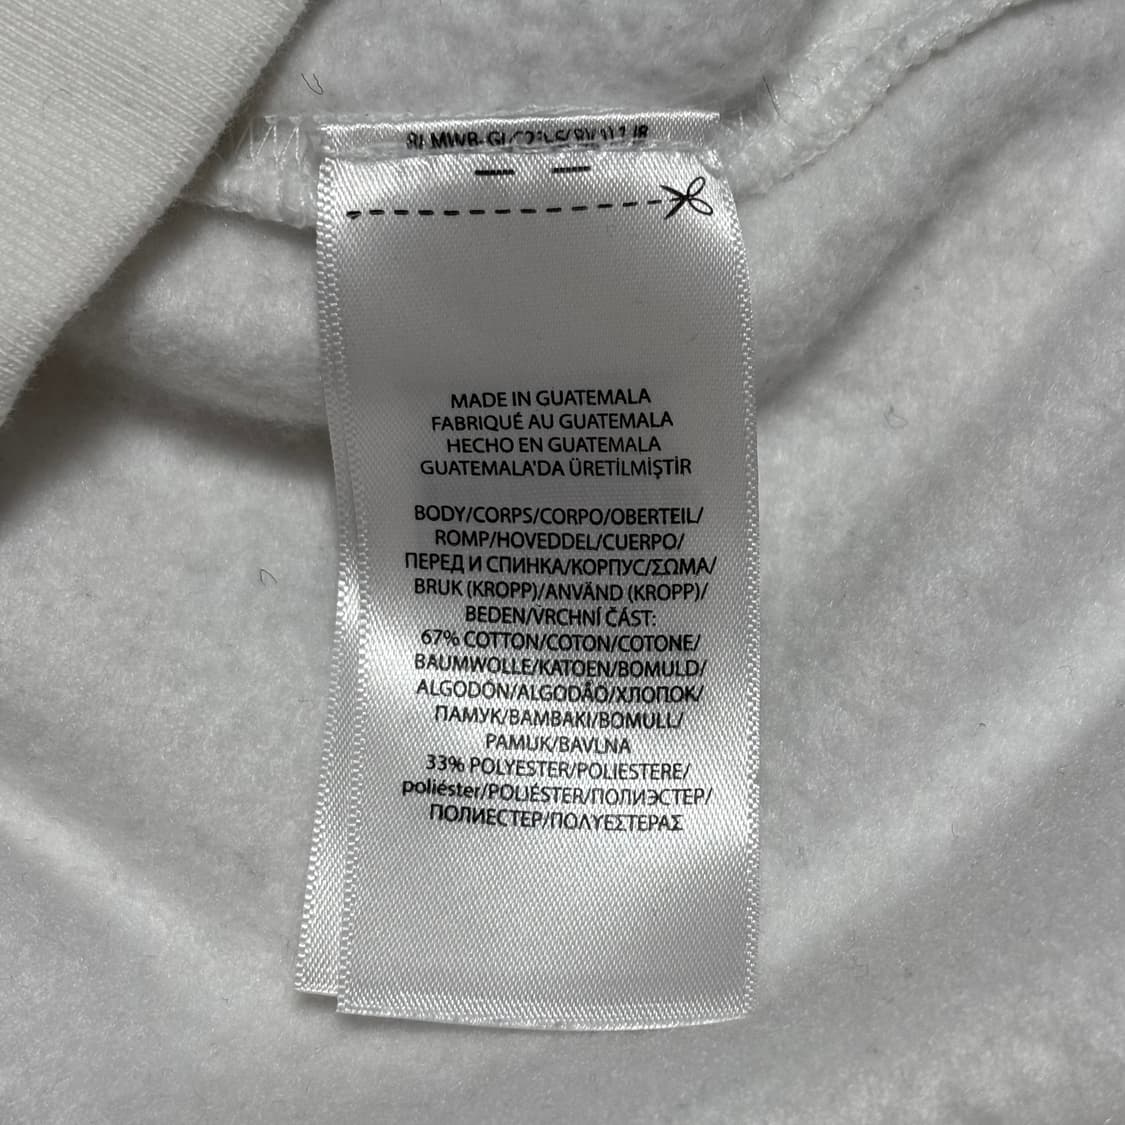 MADE IN GUATEMALA
FABRIQUÉ AU GUATEMALA
HECHO EN GUATEMALA
GUATEMALA'DA ÜRETİLMİŞTİR
BODY/CORPS/CORPO/OBERTEIL/
ROMP/HOVEDDEL/CUERPO/
ПЕРЕД И СПИНКА/КОРПУС/ΣΩΜΑ/
BRUK (KROPP)/ANVÄND (KROPP)/
BEDEN/VRCHNÍ ČÁST:
67% COTTON/COTON/COTONE/
BAUMWOLLE/KATOEN/BOMULD/
ALGODÓN/ALGODÃO/ХЛОПОК/
ПАМУК/ΒΑΜΒΑΚΙ/BOMULL/
PAMUK/BAVLNA
33% POLYESTER/POLIESTERE/
poliéster/POLIÉSTER/ПОЛИЭСТЕР/
ПОЛИЕСТЕР/ΠΟΛΥΕΣΤΕΡΑΣ